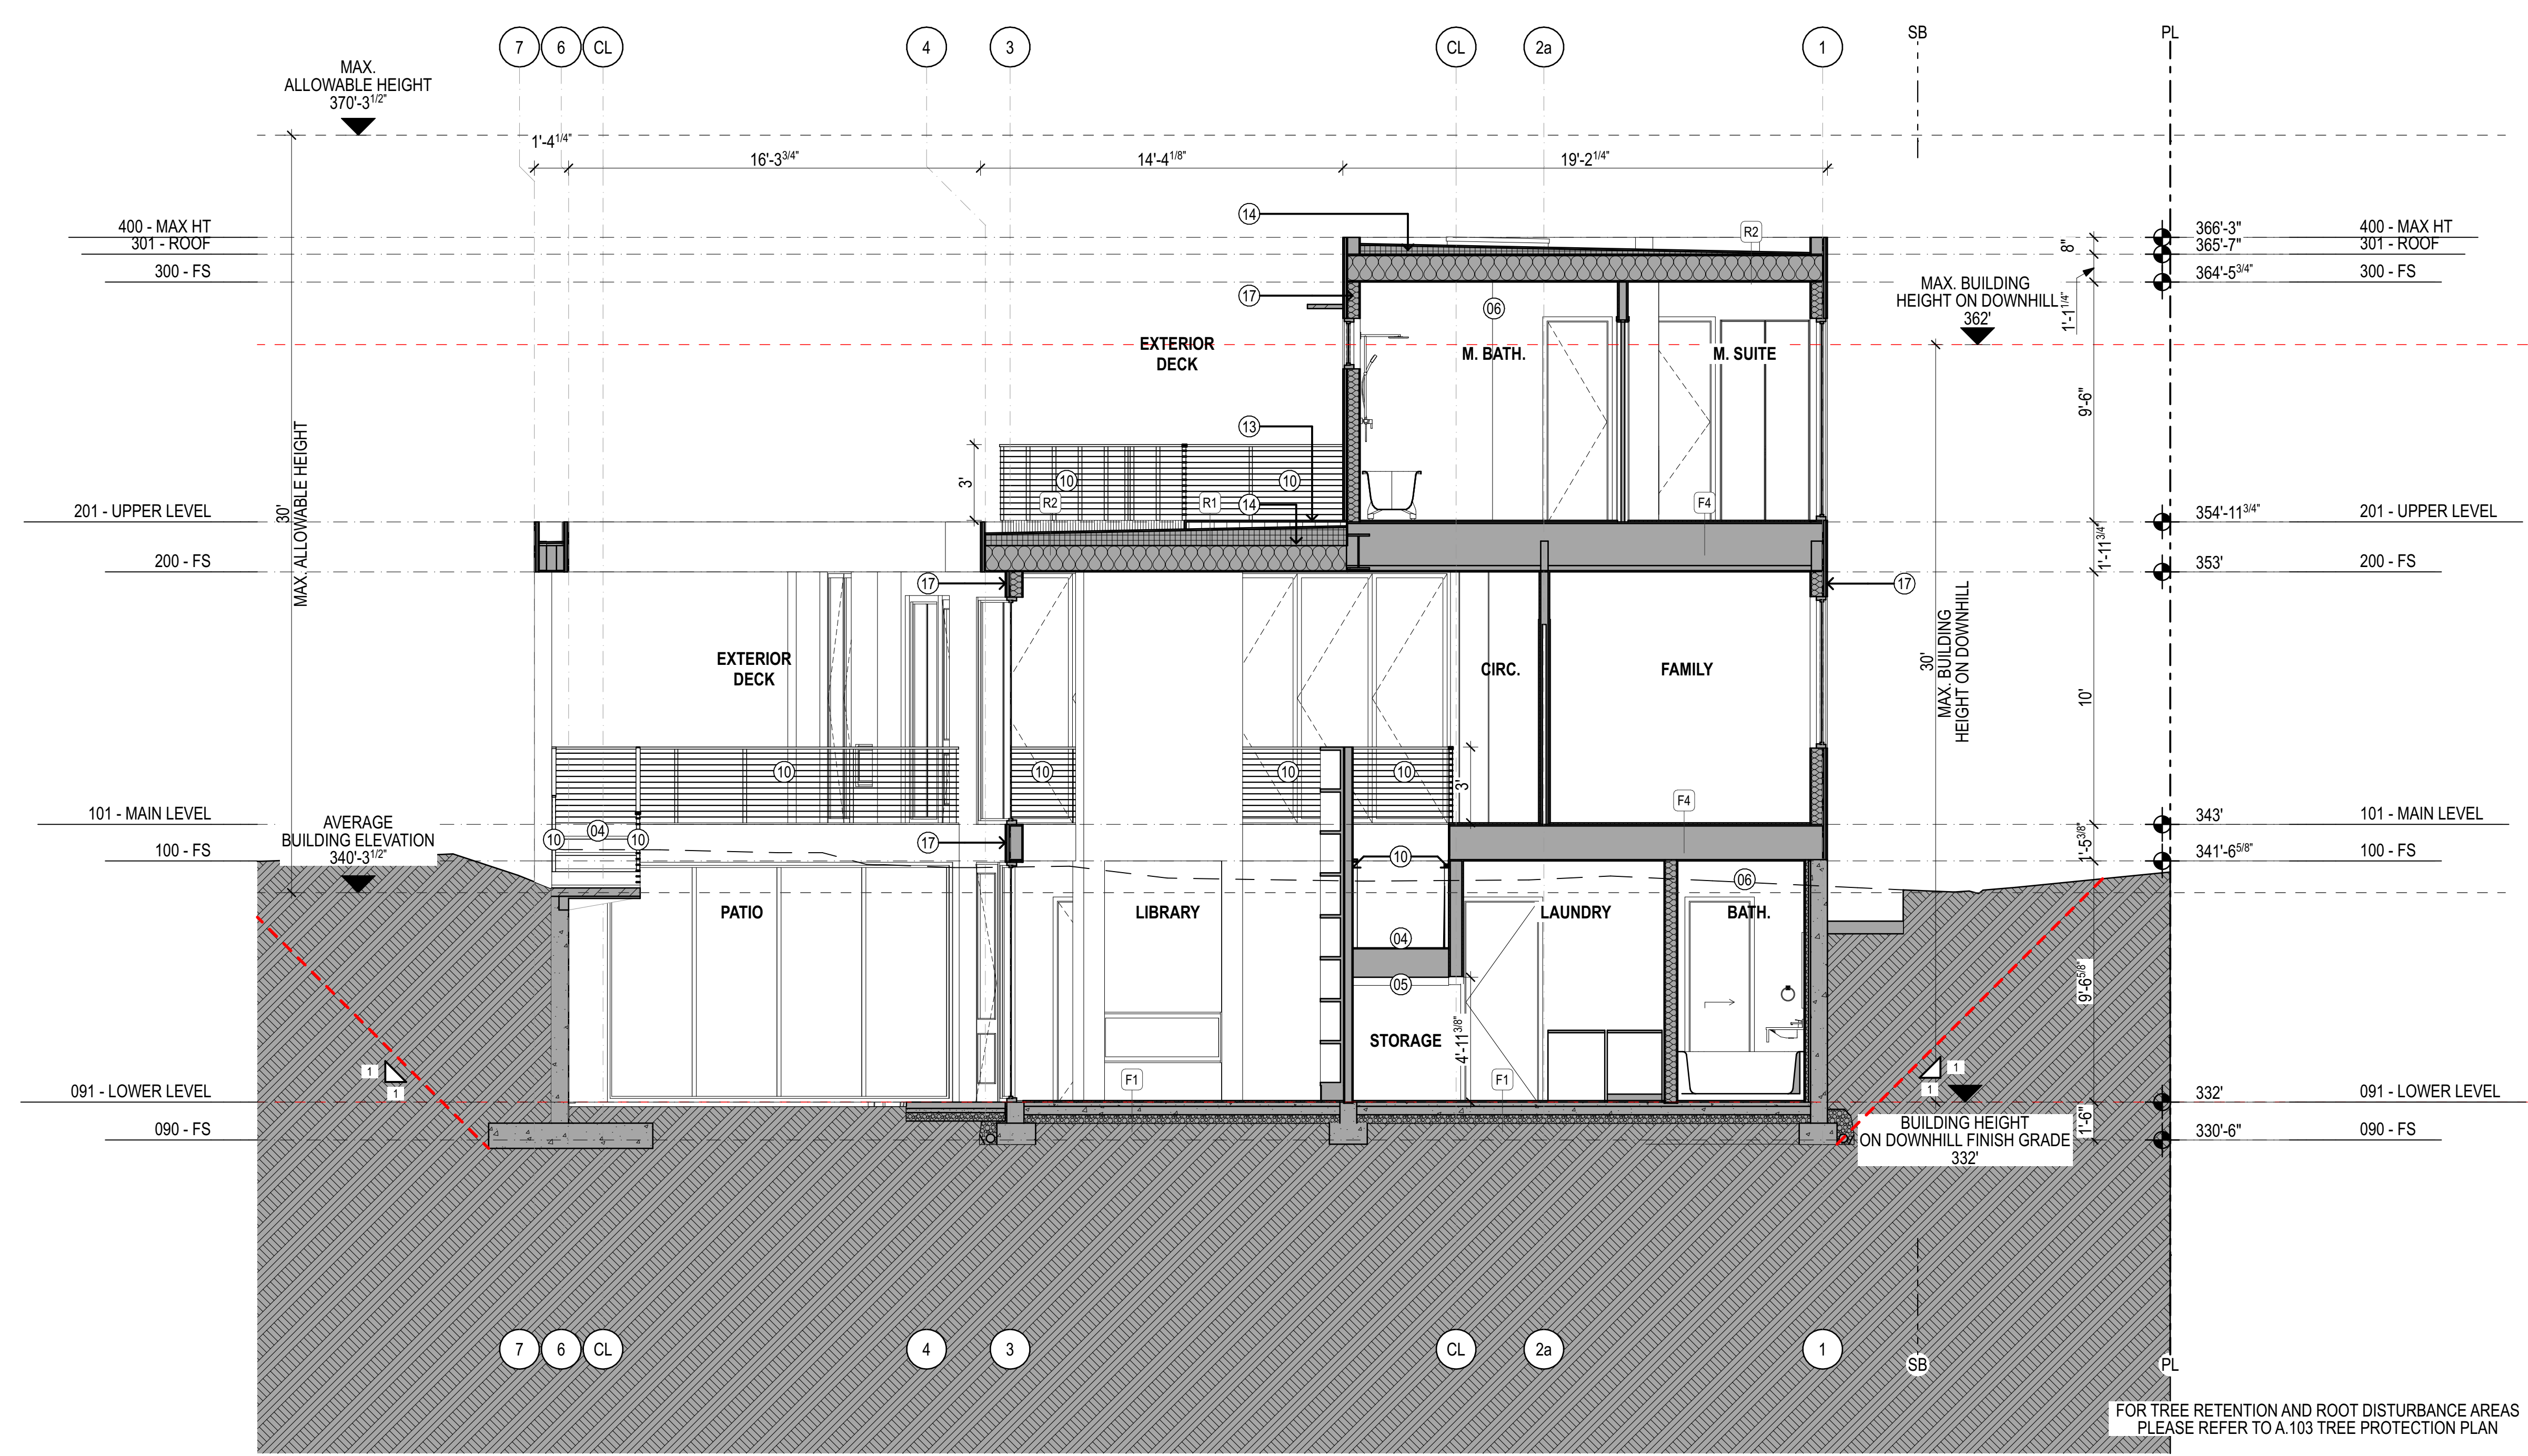 7 6 CL 4 3 CL 2a 1 SB PL
MAX.
ALLOWABLE HEIGHT
370'-3 1/2"
1'-4 1/4" 16'-3 3/4" 14'-4 1/8" 19'-2 1/4"
14
R2
400 - MAX HT
301 - ROOF
300 - FS
366'-3" 400 - MAX HT
365'-7" 301 - ROOF
364'-5 3/4" 300 - FS
8"
1'-1 1/4"
MAX. BUILDING
HEIGHT ON DOWNHILL
362'
17
06
EXTERIOR
DECK
M. BATH.
M. SUITE
9'-6"
13
3'
10 10
R2 R1 14 F4
30'
MAX. ALLOWABLE HEIGHT
201 - UPPER LEVEL
354'-11 3/4" 201 - UPPER LEVEL
1'-11 3/4"
200 - FS
353' 200 - FS
17 17
EXTERIOR
DECK
CIRC.
FAMILY
30'
MAX. BUILDING
HEIGHT ON DOWNHILL
10'
10 10 10 10
3'
F4
101 - MAIN LEVEL
343' 101 - MAIN LEVEL
AVERAGE
BUILDING ELEVATION
340'-3 1/2"
10 04 10 17
1'-5 3/8"
100 - FS
341'-6 5/8" 100 - FS
10
06
PATIO
LIBRARY
LAUNDRY
BATH.
04
05
9'-6 5/8"
STORAGE
4'-11 3/8"
1
1
F1 F1
1
1
091 - LOWER LEVEL
332' 091 - LOWER LEVEL
1'-6"
BUILDING HEIGHT
ON DOWNHILL FINISH GRADE
332'
090 - FS
330'-6" 090 - FS
7 6 CL 4 3 CL 2a 1 SB PL
FOR TREE RETENTION AND ROOT DISTURBANCE AREAS
PLEASE REFER TO A.103 TREE PROTECTION PLAN